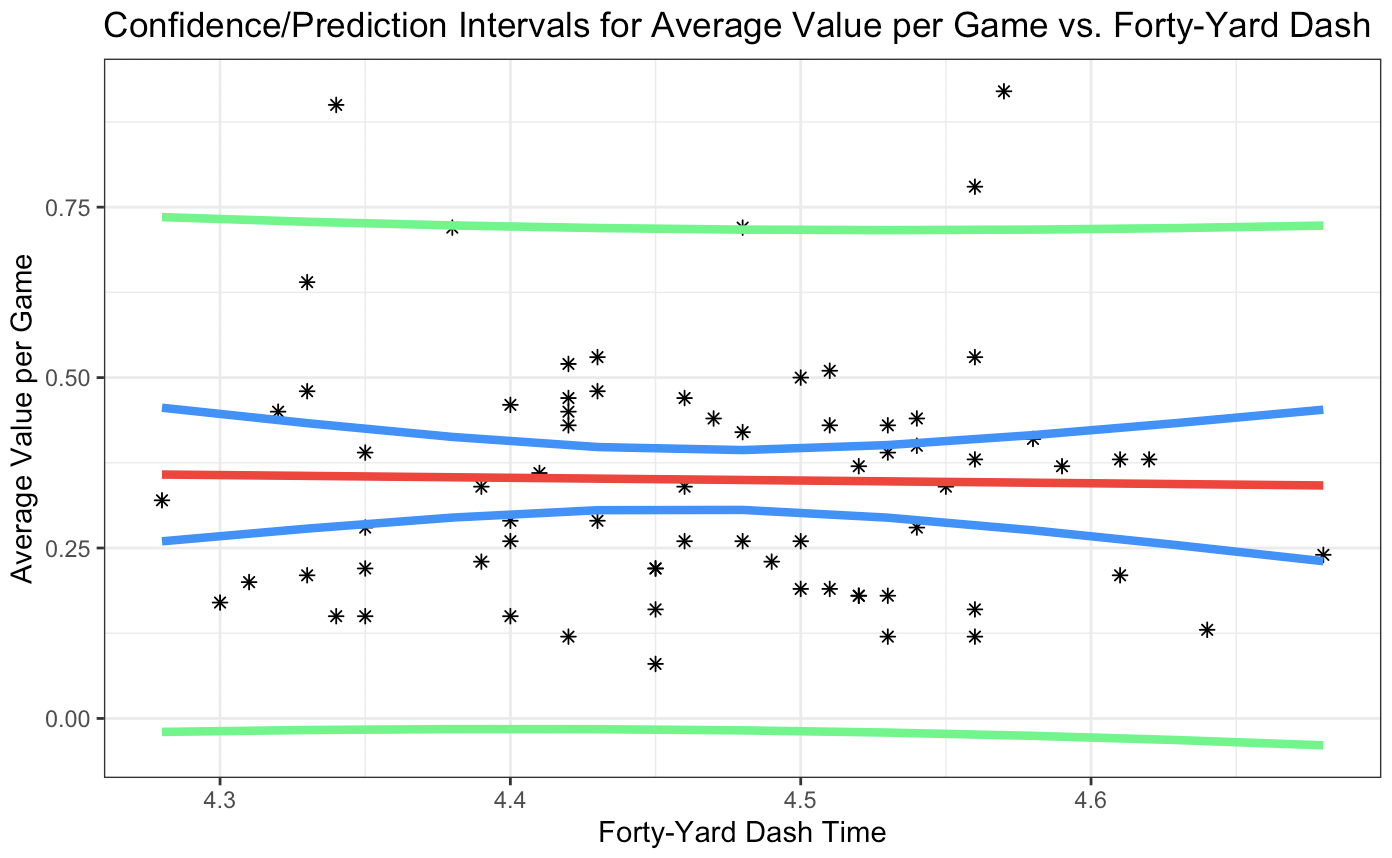 Confidence/Prediction Intervals for Average Value per Game vs. Forty-Yard Dash
Average Value per Game
0.75
0.50
0.25
0.00
4.3 4.4 4.5 4.6
Forty-Yard Dash Time